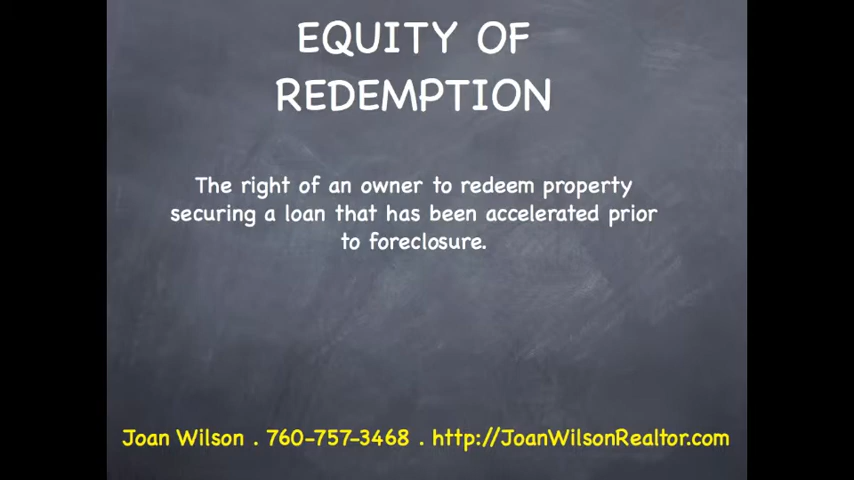 EQUITY OF
REDEMPTION
The right of an owner to redeem property
securing a loan that has been accelerated prior
to foreclosure.
Joan Wilson . 760-757-3468 . http://JoanWilsonRealtor.com